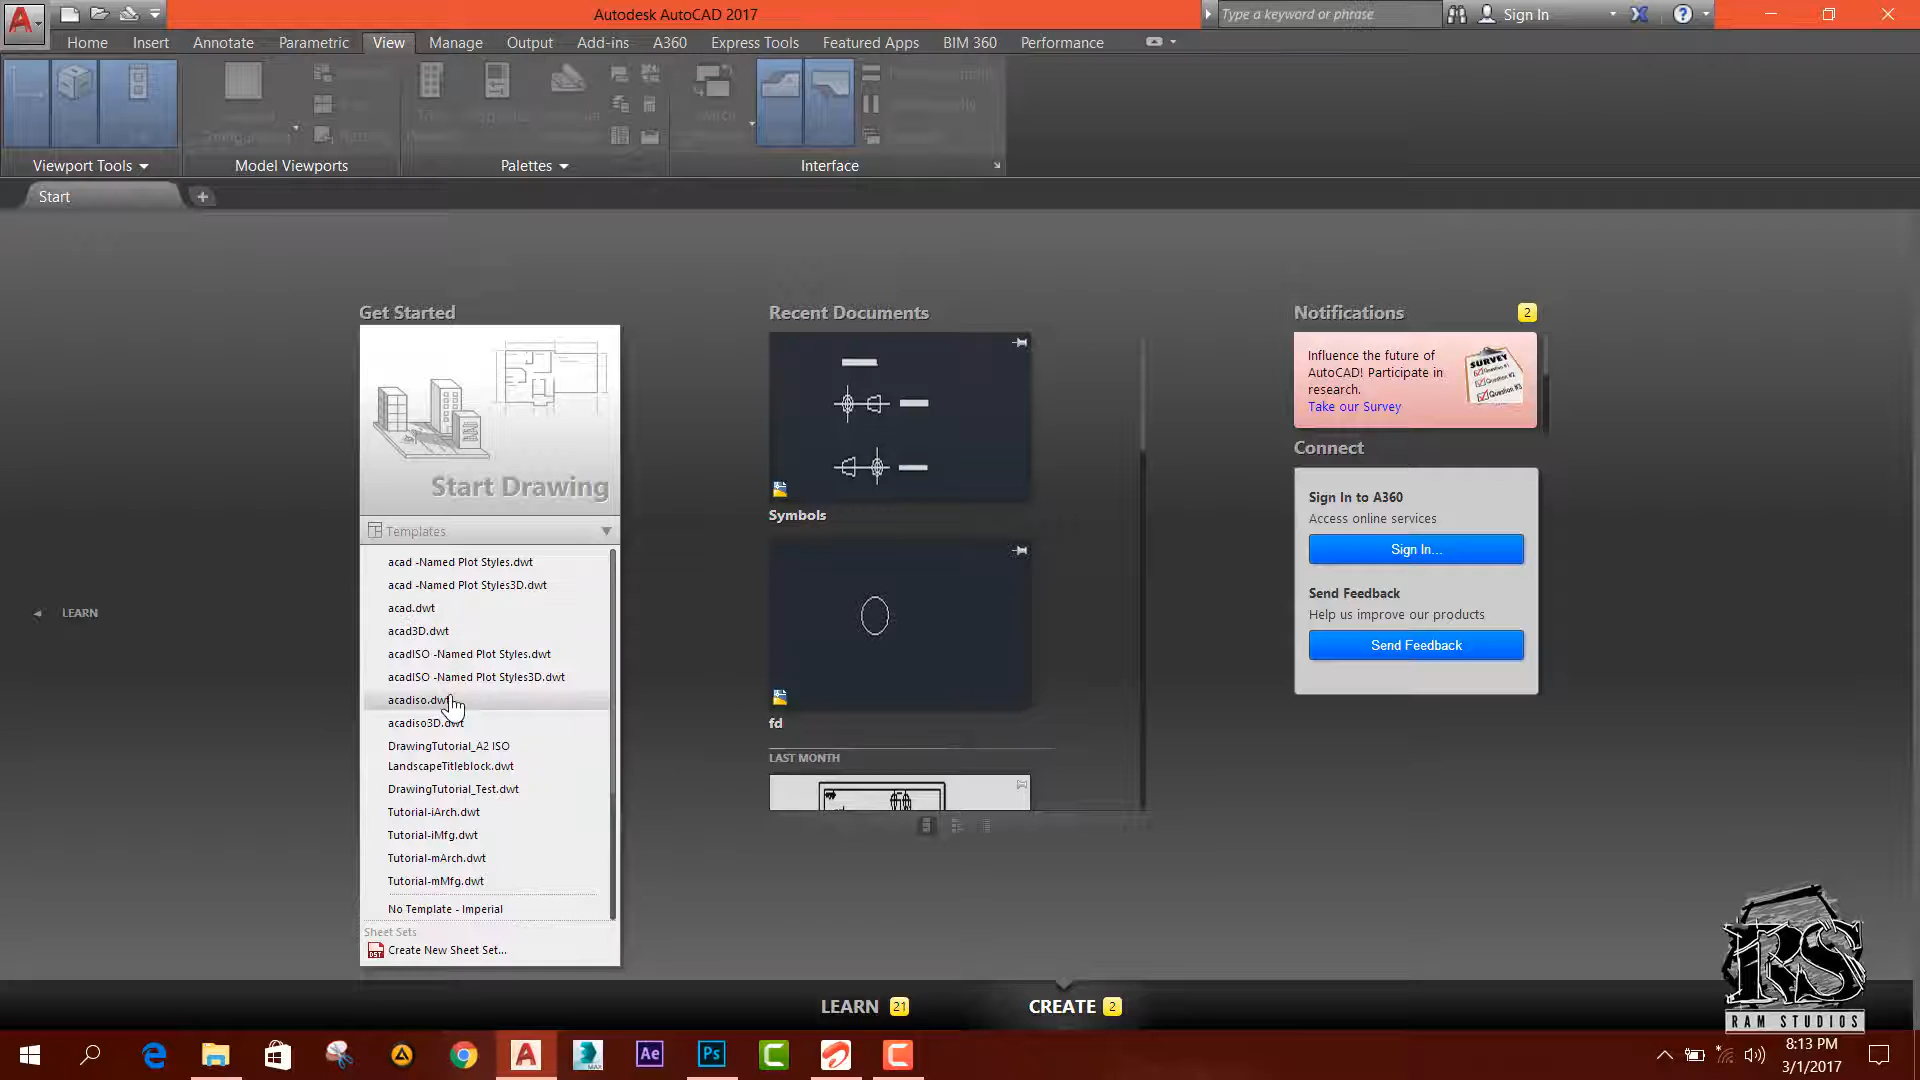 Autodesk AutoCAD 2017
Type a keyword or phrase
Sign In
Home Insert Annotate Parametric View Manage Output Add-ins A360 Express Tools Featured Apps BIM 360 Performance
Viewport Tools Model Viewports Palettes Interface
Start
Get Started
Start Drawing
Templates
acad -Named Plot Styles.dwt
acad -Named Plot Styles3D.dwt
acad.dwt
acad3D.dwt
acadISO -Named Plot Styles.dwt
acadISO -Named Plot Styles3D.dwt
acadiso.dwt
acadiso3D.dwt
DrawingTutorial_A2 ISO
LandscapeTitleblock.dwt
DrawingTutorial_Test.dwt
Tutorial-iArch.dwt
Tutorial-iMfg.dwt
Tutorial-mArch.dwt
Tutorial-mMfg.dwt
No Template - Imperial
Sheet Sets
Create New Sheet Set...
LEARN
Recent Documents
Symbols
fd
LAST MONTH
Notifications 2
Influence the future of
AutoCAD! Participate in
research.
Take our Survey
SURVEY
Connect
Sign In to A360
Access online services
Sign In...
Send Feedback
Help us improve our products
Send Feedback
LEARN 21
CREATE 2
RS
RAM STUDIOS
Ae
Ps
8:13 PM
3/1/2017